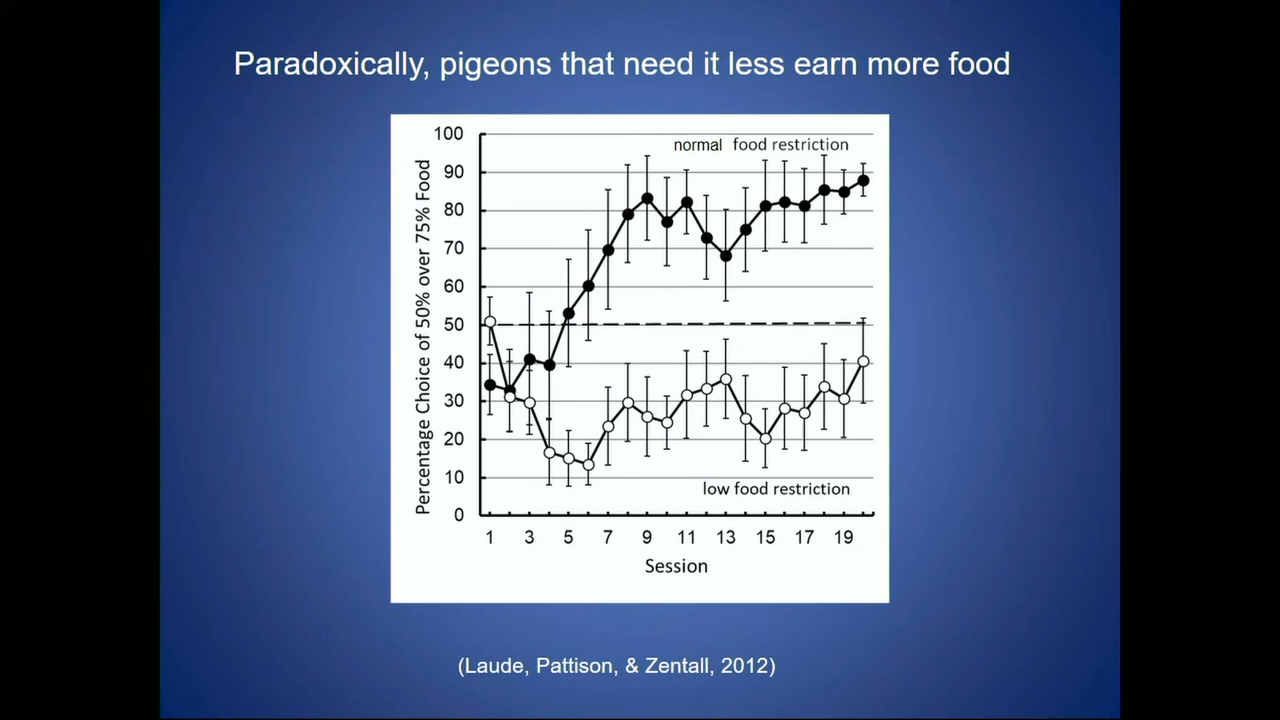 Paradoxically, pigeons that need it less earn more food
Percentage Choice of 50% over 75% Food
100
90
80
70
60
50
40
30
20
10
0
normal food restriction
low food restriction
1 3 5 7 9 11 13 15 17 19
Session
(Laude, Pattison, & Zentall, 2012)